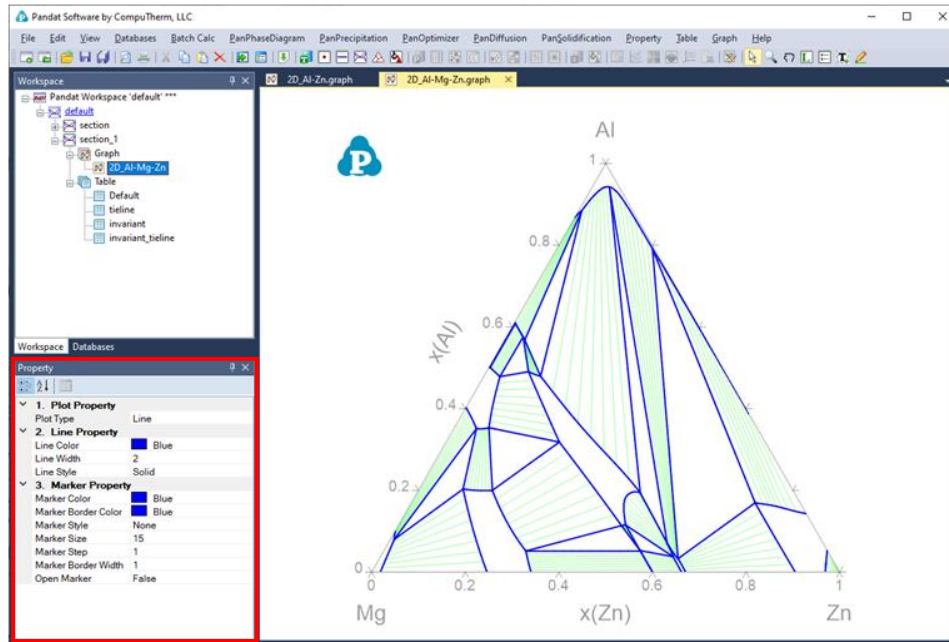 Pandat Software by CompuTherm, LLC
File Edit View Databases Batch Calc PanPhaseDiagram PanPrecipitation PanOptimizer PanDiffusion PanSolidification Property Table Graph Help
Workspace
2D_Al-Zn.graph
2D_Al-Mg-Zn.graph
Pandat Workspace 'default' ***
default
section
section_1
Graph
2D_Al-Mg-Zn
Table
Default
tieline
invariant
invariant_tieline
Workspace Databases
Property
1. Plot Property
Plot Type Line
2. Line Property
Line Color Blue
Line Width 2
Line Style Solid
3. Marker Property
Marker Color Blue
Marker Border Color Blue
Marker Style None
Marker Size 15
Marker Step 1
Marker Border Width 1
Open Marker False
P
Al
1
0.8
0.6
x(Al)
0.4
0.2
0
0 0.2 0.4 0.6 0.8 1
Mg x(Zn) Zn